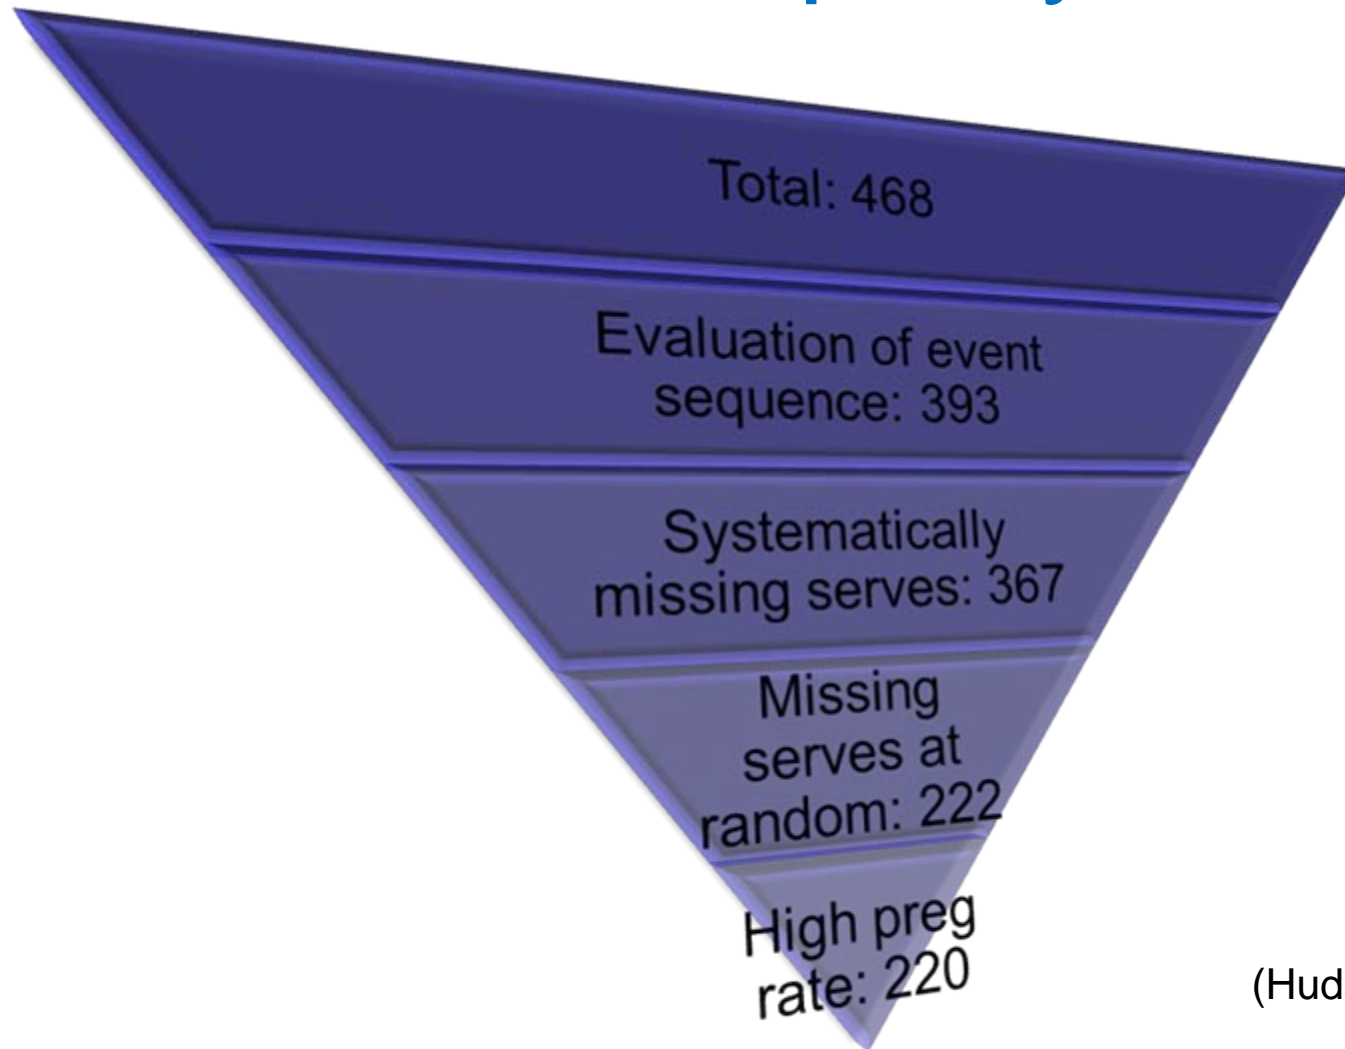 Total: 468
Evaluation of event
sequence: 393
Systematically
missing serves: 367
Missing
serves at
random: 222
High preg
rate: 220
(Hud